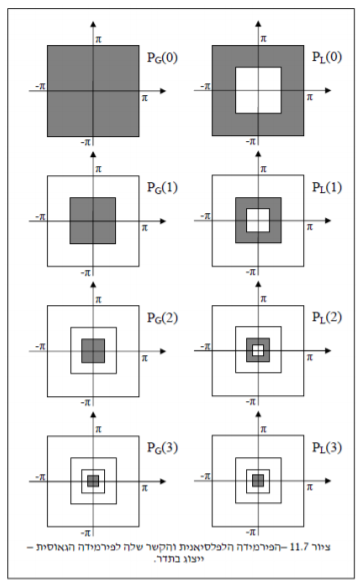 π
P_G(0)
-π
π
-π
π
P_L(0)
-π
π
-π
π
P_G(1)
-π
π
-π
π
P_L(1)
-π
π
-π
π
P_G(2)
-π
π
-π
π
P_L(2)
-π
π
-π
π
P_G(3)
-π
π
-π
π
P_L(3)
-π
π
-π
ציור 11.7 –הפירמידה הלפלסיאנית והקשר שלה לפירמידה הגאוסית –
ייצוג בתדר.